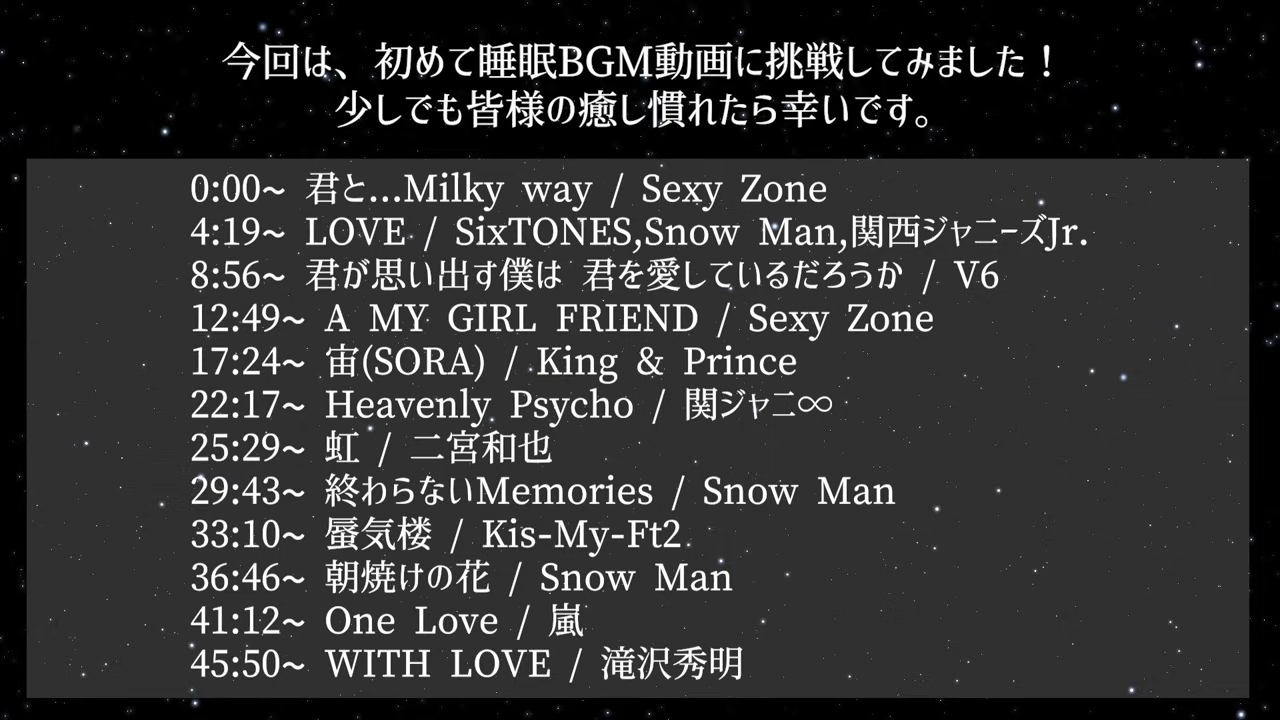 今回は、初めて睡眠BGM動画に挑戦してみました！
少しでも皆様の癒し慣れたら幸いです。
0:00～ 君と…Milky way / Sexy Zone
4:19～ LOVE / SixTONES,Snow Man,関西ジャニーズJr.
8:56～ 君が思い出す僕は 君を愛しているだろうか / V6
12:49～ A MY GIRL FRIEND / Sexy Zone
17:24～ 宙(SORA) / King & Prince
22:17～ Heavenly Psycho / 関ジャニ∞
25:29～ 虹 / 二宮和也
29:43～ 終わらないMemories / Snow Man
33:10～ 蜃気楼 / Kis-My-Ft2
36:46～ 朝焼けの花 / Snow Man
41:12～ One Love / 嵐
45:50～ WITH LOVE / 滝沢秀明